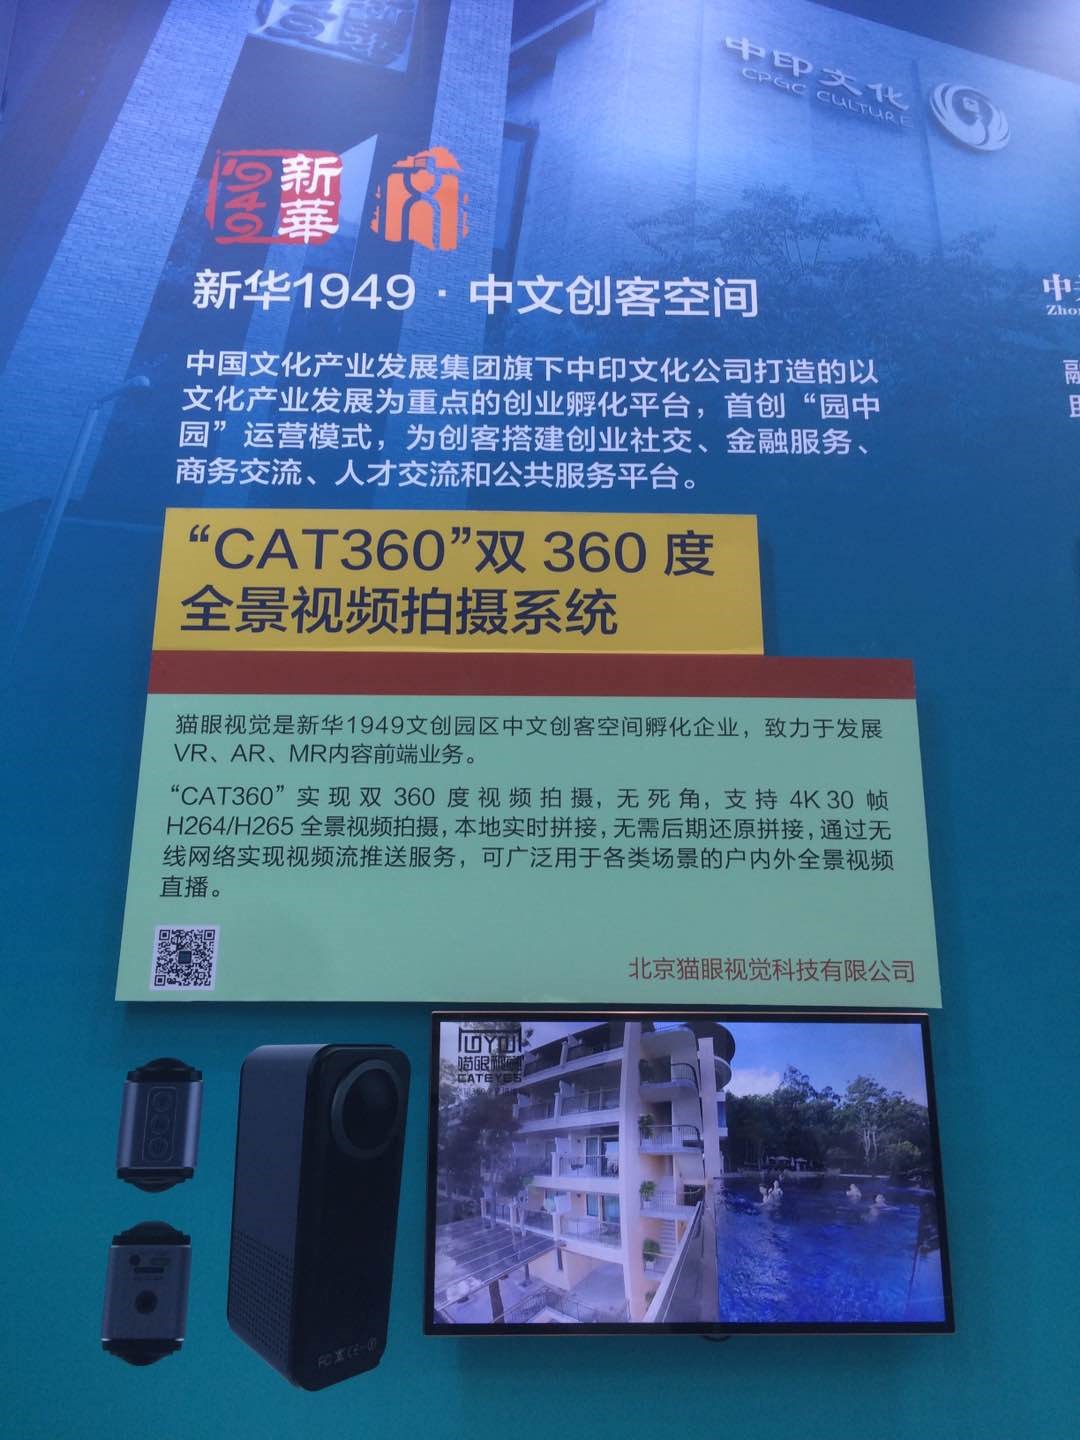 中印文化
CPGC CULTURE
1949
新華
新华1949 · 中文创客空间
中国文化产业发展集团旗下中印文化公司打造的以
文化产业发展为重点的创业孵化平台，首创“园中
园”运营模式，为创客搭建创业社交、金融服务、
商务交流、人才交流和公共服务平台。
“CAT360”双 360 度
全景视频拍摄系统
猫眼视觉是新华1949文创园区中文创客空间孵化企业，致力于发展
VR、AR、MR内容前端业务。
“CAT360” 实现双 360 度视频拍摄, 无死角, 支持 4K 30 帧
H264/H265 全景视频拍摄, 本地实时拼接, 无需后期还原拼接, 通过无
线网络实现视频流推送服务，可广泛用于各类场景的户内外全景视频
直播。
北京猫眼视觉科技有限公司
猫眼视觉
CATEYES